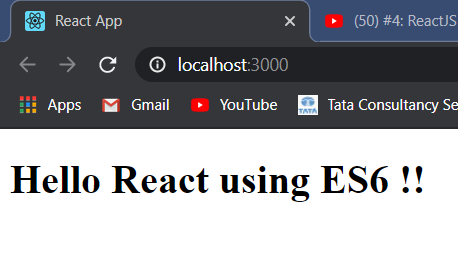 React App
(50) #4: ReactJS
localhost:3000
Apps Gmail YouTube Tata Consultancy Se
Hello React using ES6 !!